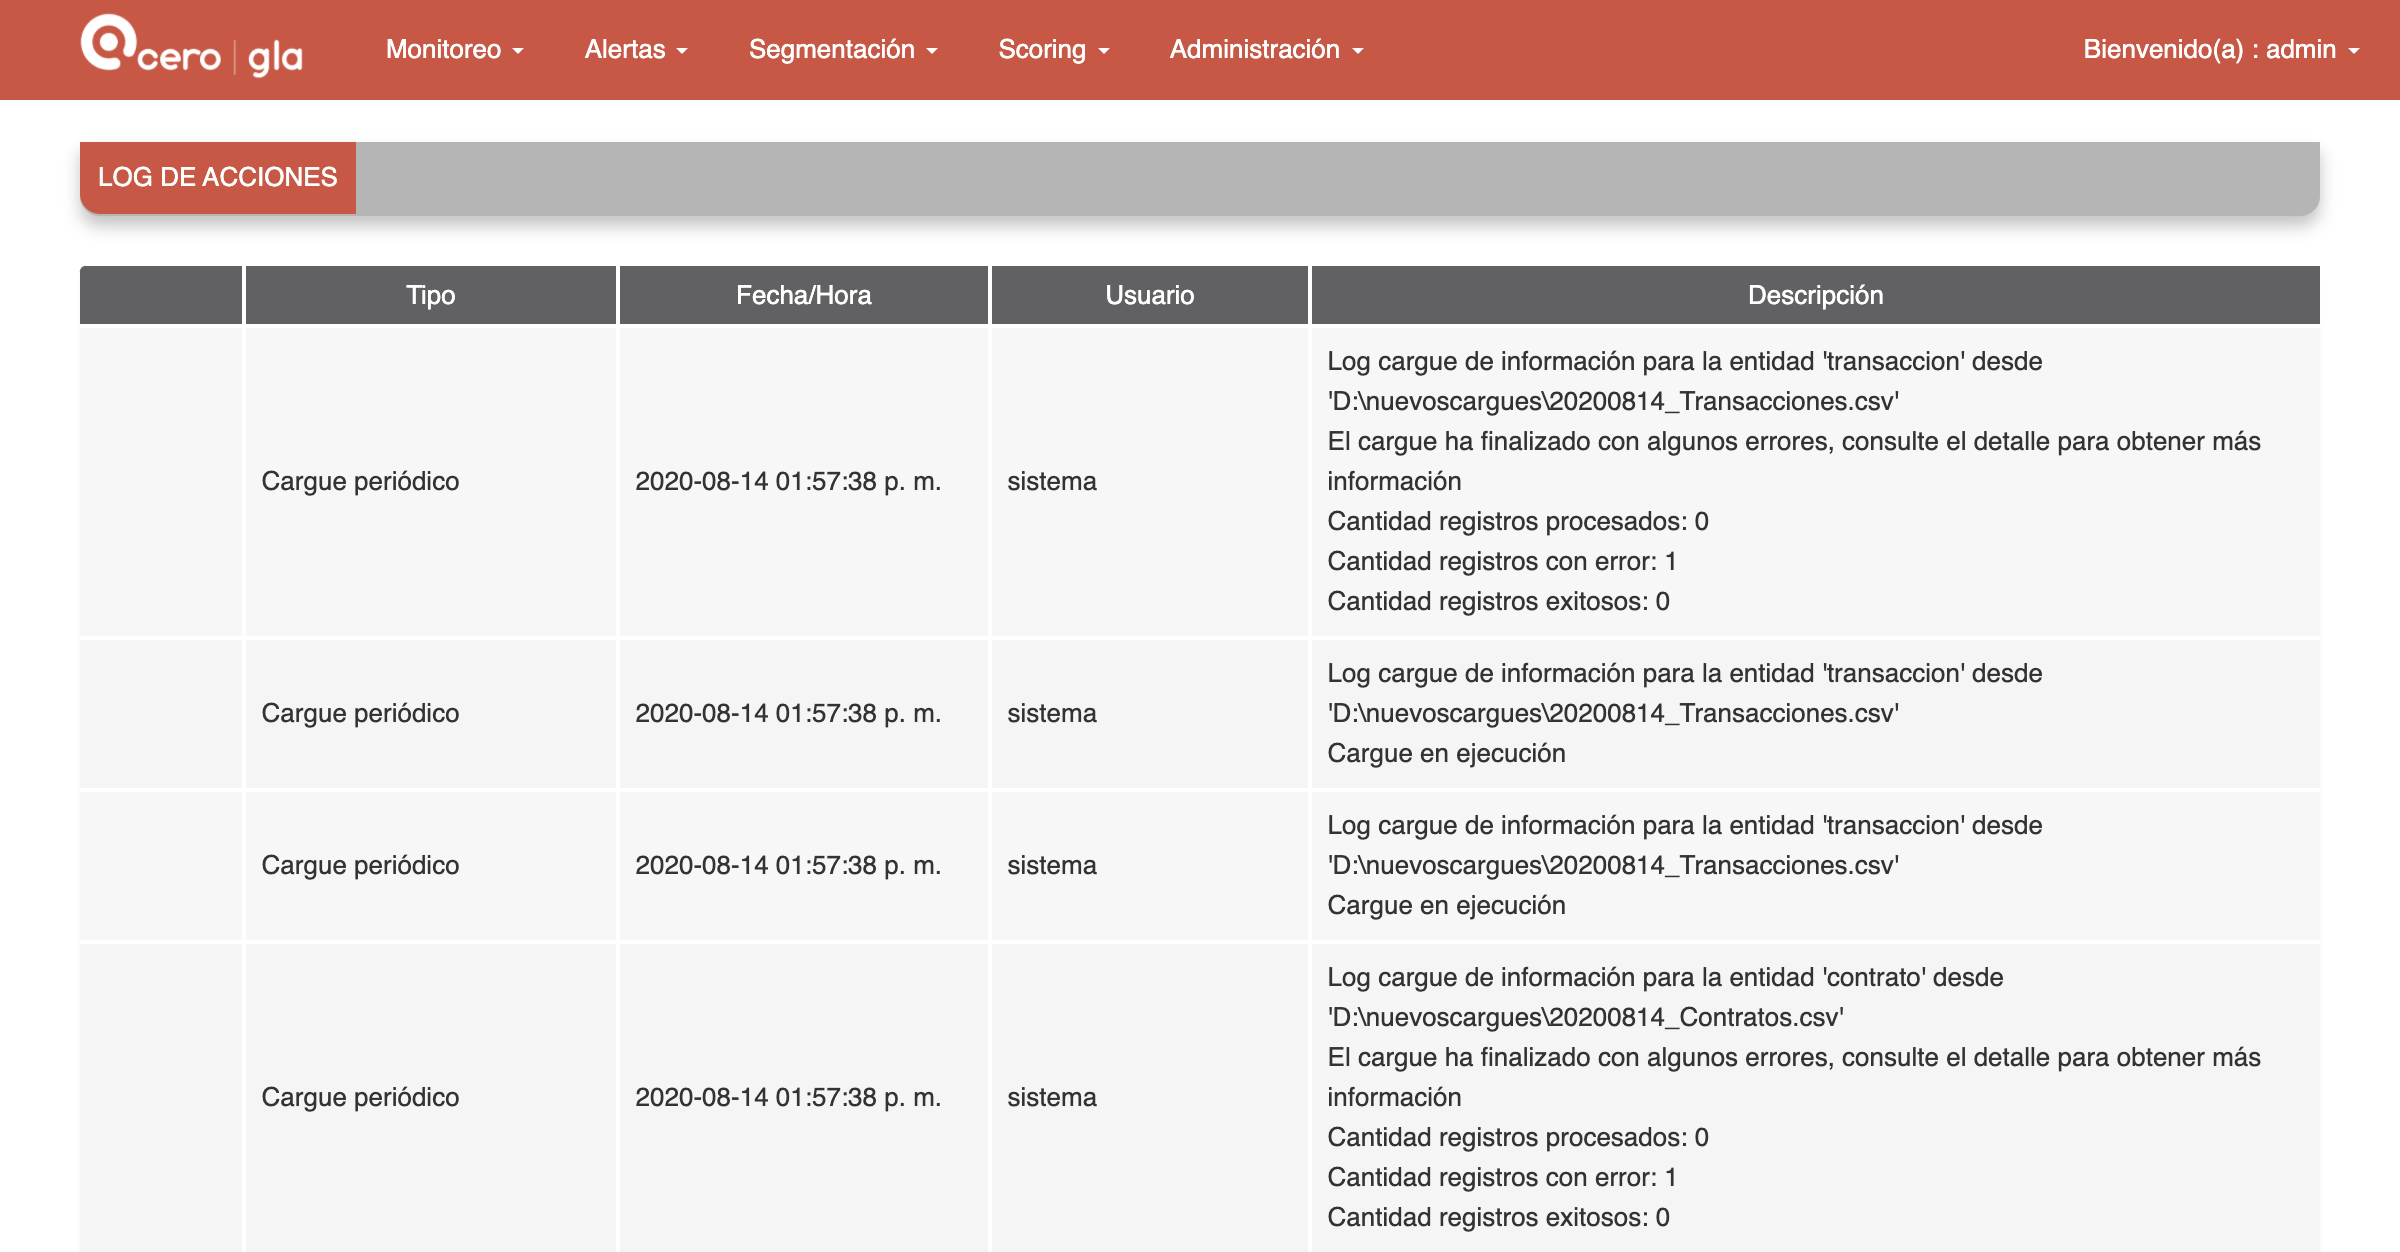 @cero | gla
Monitoreo
Alertas
Segmentación
Scoring
Administración
Bienvenido(a) : admin
LOG DE ACCIONES
Tipo
Fecha/Hora
Usuario
Descripción
Cargue periódico
2020-08-14 01:57:38 p. m.
sistema
Log cargue de información para la entidad 'transaccion' desde
'D:\nuevoscargues\20200814_Transacciones.csv'
El cargue ha finalizado con algunos errores, consulte el detalle para obtener más
información
Cantidad registros procesados: 0
Cantidad registros con error: 1
Cantidad registros exitosos: 0
Cargue periódico
2020-08-14 01:57:38 p. m.
sistema
Log cargue de información para la entidad 'transaccion' desde
'D:\nuevoscargues\20200814_Transacciones.csv'
Cargue en ejecución
Cargue periódico
2020-08-14 01:57:38 p. m.
sistema
Log cargue de información para la entidad 'transaccion' desde
'D:\nuevoscargues\20200814_Transacciones.csv'
Cargue en ejecución
Cargue periódico
2020-08-14 01:57:38 p. m.
sistema
Log cargue de información para la entidad 'contrato' desde
'D:\nuevoscargues\20200814_Contratos.csv'
El cargue ha finalizado con algunos errores, consulte el detalle para obtener más
información
Cantidad registros procesados: 0
Cantidad registros con error: 1
Cantidad registros exitosos: 0